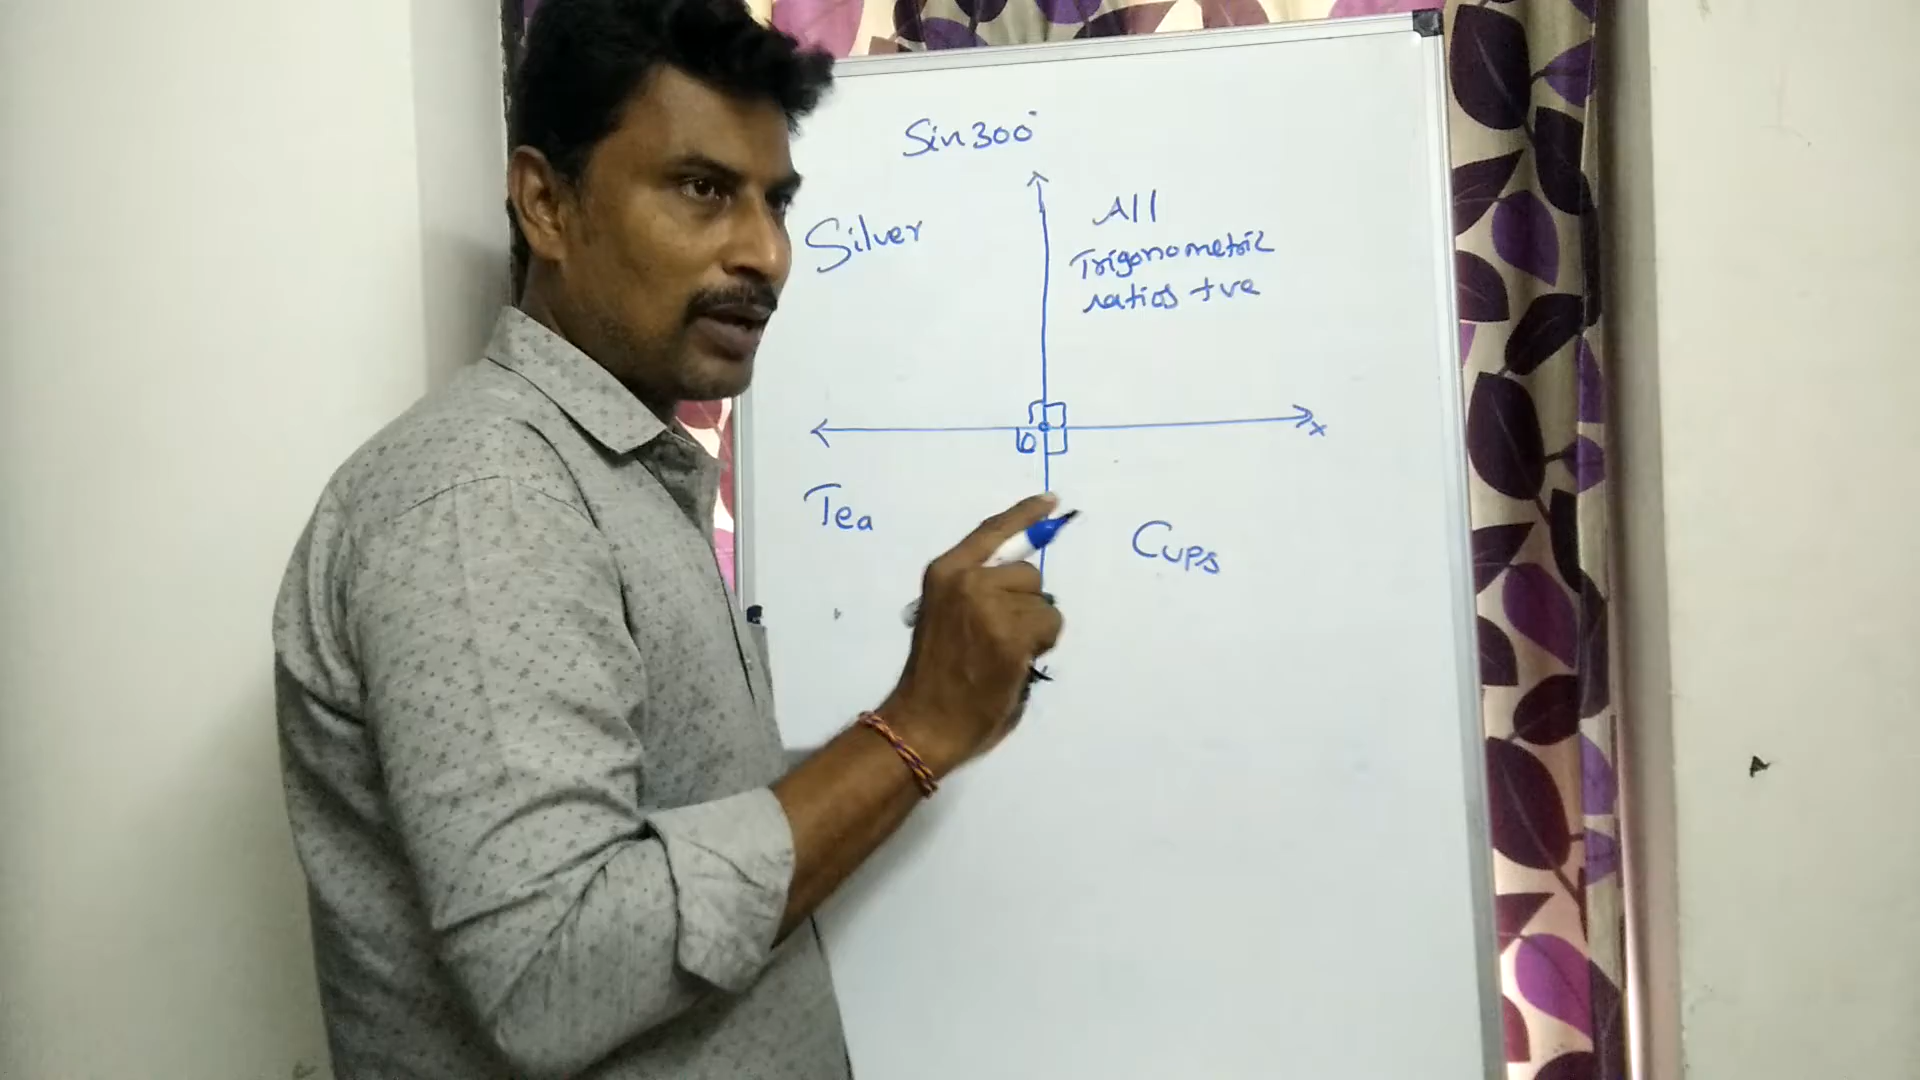 Sin300°
Silver
All
Trigonometric
ratios +ve
x
Tea
Cups